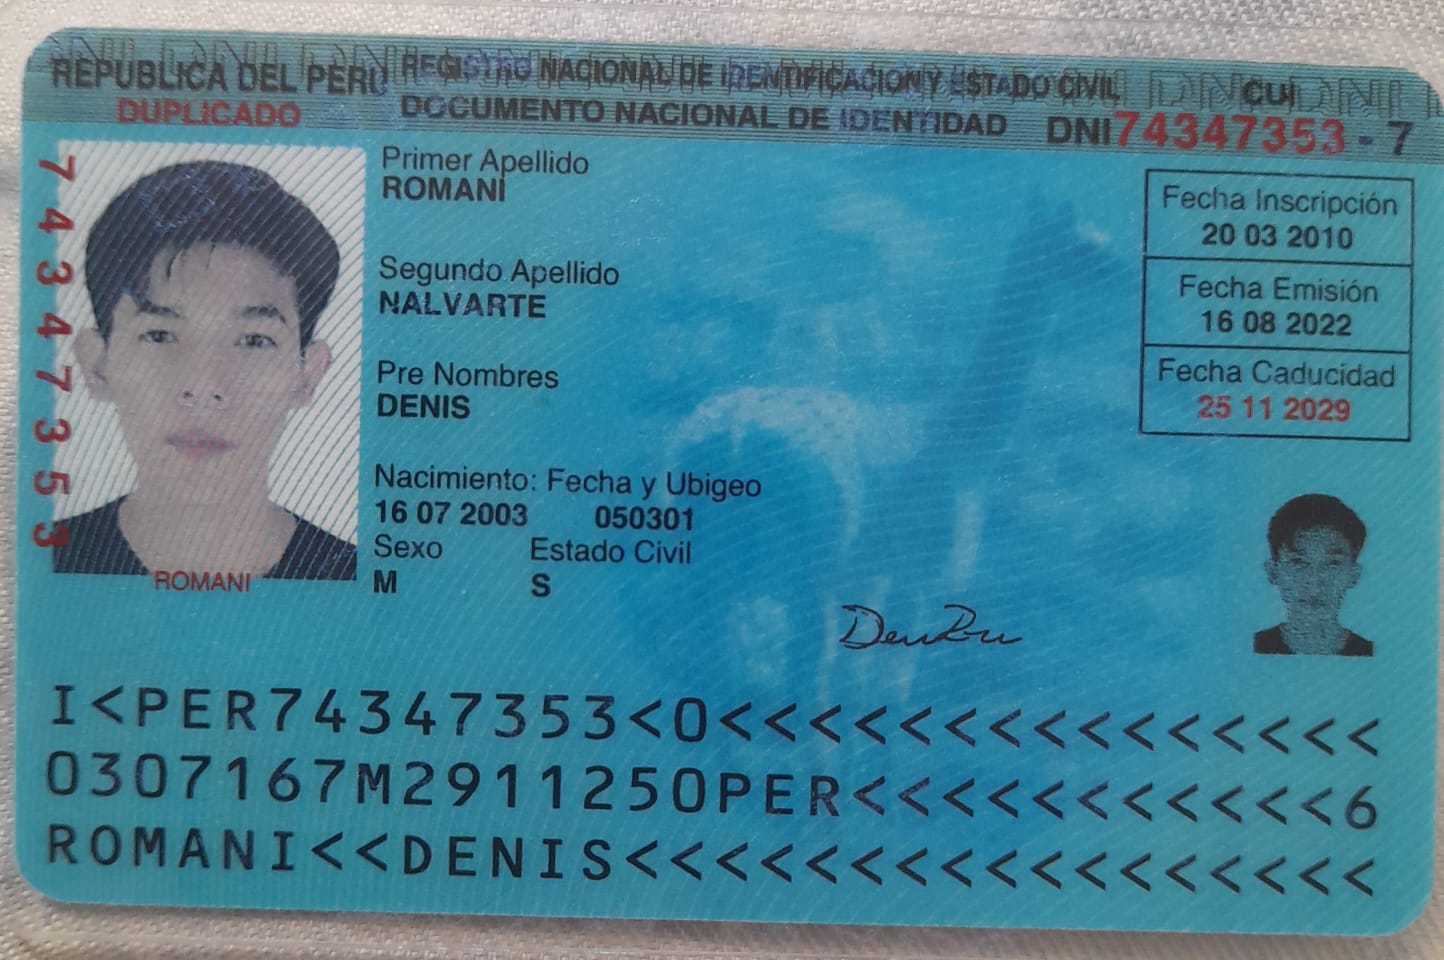 REPUBLICA DEL PERU
DUPLICADO
REGISTRO NACIONAL DE IDENTIFICACION Y ESTADO CIVIL
DOCUMENTO NACIONAL DE IDENTIDAD
CUI
DNI 74347353 - 7
74347353
Primer Apellido
ROMANI
Segundo Apellido
NALVARTE
Pre Nombres
DENIS
Nacimiento: Fecha y Ubigeo
16 07 2003 050301
Sexo Estado Civil
M S
ROMANI
Fecha Inscripción
20 03 2010
Fecha Emisión
16 08 2022
Fecha Caducidad
25 11 2029
I<PER74347353<0<<<<<<<<<<<<<<<
0307167M2911250PER<<<<<<<<<<<6
ROMANI<<DENIS<<<<<<<<<<<<<<<<<